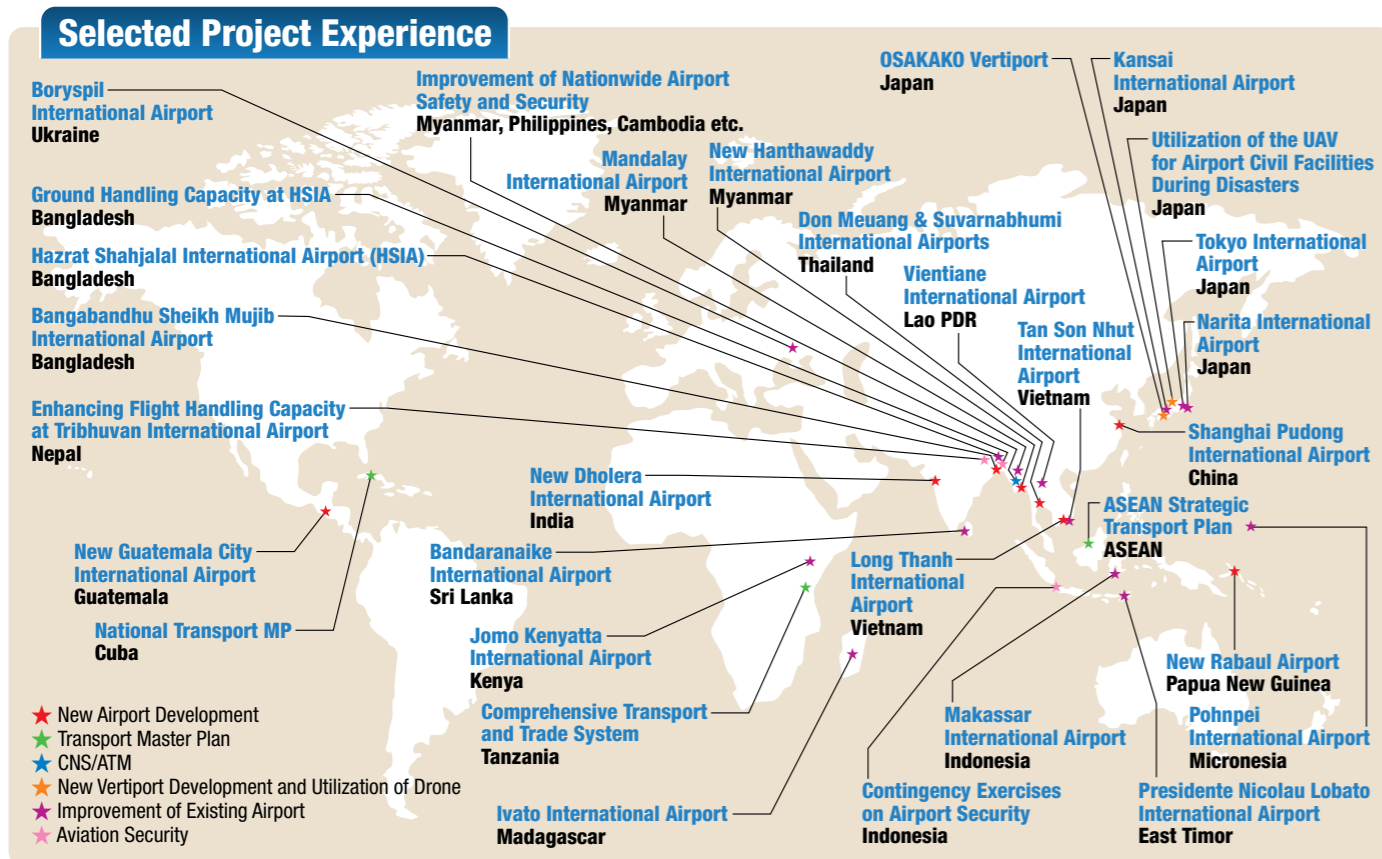 Selected Project Experience
Boryspil
International Airport
Ukraine
Improvement of Nationwide Airport
Safety and Security
Myanmar, Philippines, Cambodia etc.
OSAKAKO Vertiport
Japan
Kansai
International Airport
Japan
Utilization of the UAV
for Airport Civil Facilities
During Disasters
Japan
Mandalay
International Airport
Myanmar
New Hanthawaddy
International Airport
Myanmar
Ground Handling Capacity at HSIA
Bangladesh
Don Meuang & Suvarnabhumi
International Airports
Thailand
Tokyo International
Airport
Japan
Hazrat Shahjalal International Airport (HSIA)
Bangladesh
Vientiane
International Airport
Lao PDR
Bangabandhu Sheikh Mujib
International Airport
Bangladesh
Tan Son Nhut
International
Airport
Vietnam
Narita International
Airport
Japan
Enhancing Flight Handling Capacity
at Tribhuvan International Airport
Nepal
Shanghai Pudong
International Airport
China
New Dholera
International Airport
India
ASEAN Strategic
Transport Plan
ASEAN
New Guatemala City
International Airport
Guatemala
Bandaranaike
International Airport
Sri Lanka
Long Thanh
International
Airport
Vietnam
National Transport MP
Cuba
Jomo Kenyatta
International Airport
Kenya
New Rabaul Airport
Papua New Guinea
Comprehensive Transport
and Trade System
Tanzania
Makassar
International Airport
Indonesia
Pohnpei
International Airport
Micronesia
Ivato International Airport
Madagascar
Contingency Exercises
on Airport Security
Indonesia
Presidente Nicolau Lobato
International Airport
East Timor
New Airport Development
Transport Master Plan
CNS/ATM
New Vertiport Development and Utilization of Drone
Improvement of Existing Airport
Aviation Security